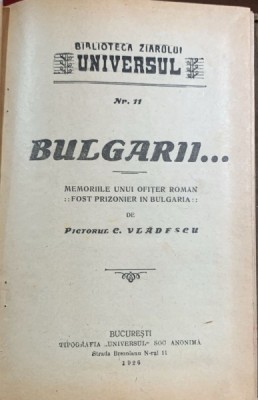 BIBLIOTECA ZIARULUI
UNIVERSUL
Nr. 11
BULGARII...
MEMORIILE UNUI OFIȚER ROMAN
::FOST PRIZONIER IN BULGARIA::
DE
PICTORUL C. VLĂDESCU
BUCUREȘTI
TIPOGRAFIA „UNIVERSUL” SOC ANONIMĂ
Strada Brezoianu N-rul 11
1926